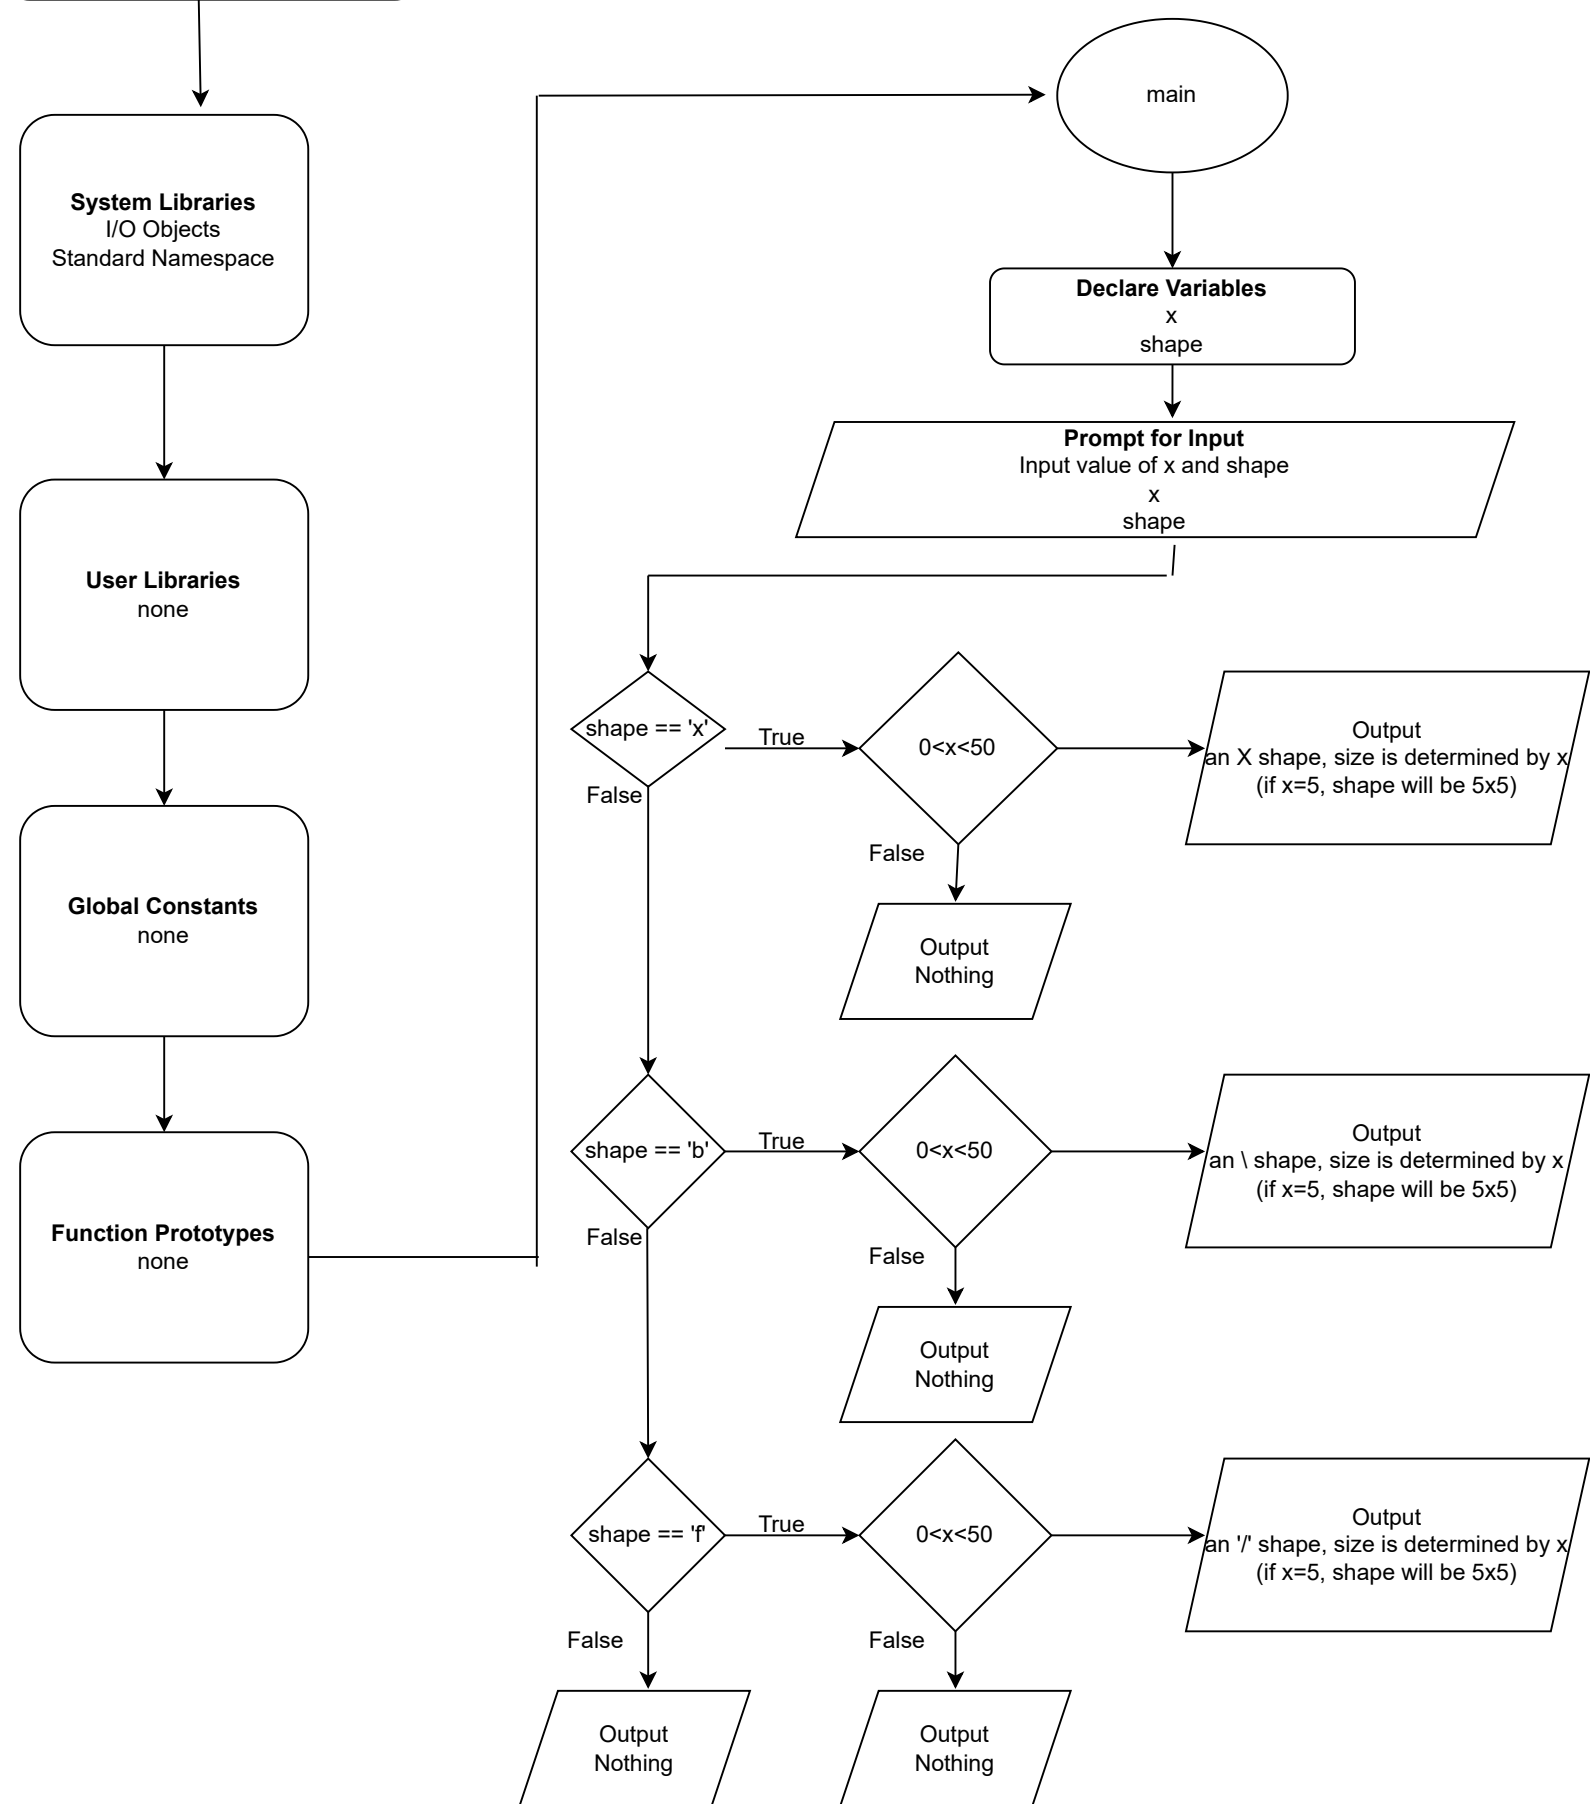 System Libraries
I/O Objects
Standard Namespace
User Libraries
none
Global Constants
none
Function Prototypes
none
main
Declare Variables
x
shape
Prompt for Input
Input value of x and shape
x
shape
shape == 'x'
True
False
0<x<50
False
Output
an X shape, size is determined by x
(if x=5, shape will be 5x5)
Output
Nothing
shape == 'b'
True
False
0<x<50
False
Output
an \ shape, size is determined by x
(if x=5, shape will be 5x5)
Output
Nothing
shape == 'f'
True
False
0<x<50
False
Output
an '/' shape, size is determined by x
(if x=5, shape will be 5x5)
Output
Nothing
Output
Nothing